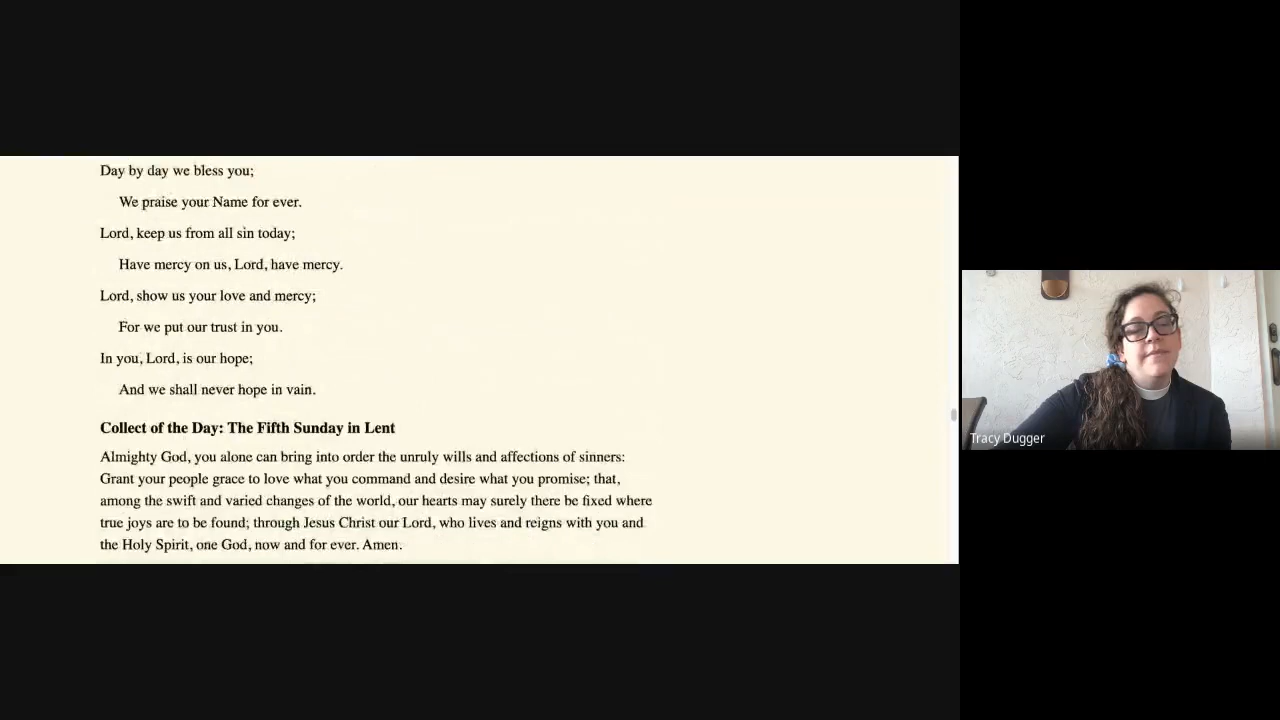 Day by day we bless you;
We praise your Name for ever.
Lord, keep us from all sin today;
Have mercy on us, Lord, have mercy.
Lord, show us your love and mercy;
For we put our trust in you.
In you, Lord, is our hope;
And we shall never hope in vain.
Collect of the Day: The Fifth Sunday in Lent
Almighty God, you alone can bring into order the unruly wills and affections of sinners:
Grant your people grace to love what you command and desire what you promise; that,
among the swift and varied changes of the world, our hearts may surely there be fixed where
true joys are to be found; through Jesus Christ our Lord, who lives and reigns with you and
the Holy Spirit, one God, now and for ever. Amen.
Tracy Dugger